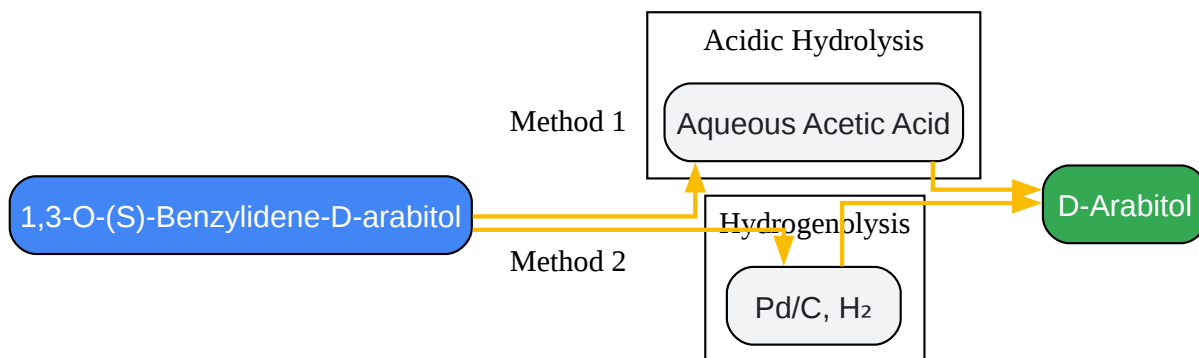 Acidic Hydrolysis
Method 1
Aqueous Acetic Acid
1,3-O-(S)-Benzylidene-D-arabitol
D-Arabitol
Hydrogenolysis
Method 2
Pd/C, H₂